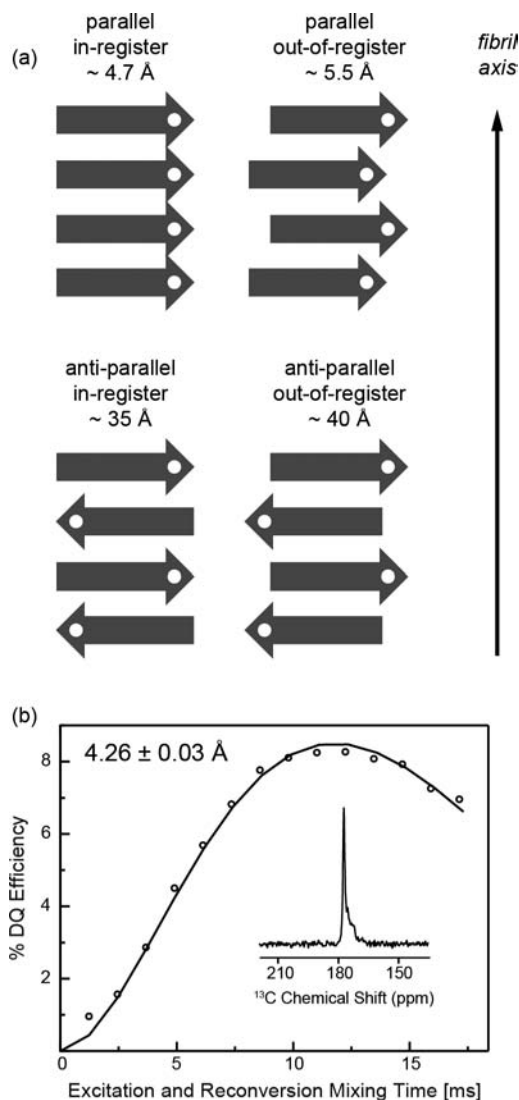 (a)
parallel
in-register
~ 4.7 Å
parallel
out-of-register
~ 5.5 Å
fibril
axis
anti-parallel
in-register
~ 35 Å
anti-parallel
out-of-register
~ 40 Å
(b)
4.26 ± 0.03 Å
% DQ Efficiency
8
6
4
2
210 180 150
¹³C Chemical Shift (ppm)
0 5 10 15
Excitation and Reconversion Mixing Time [ms]